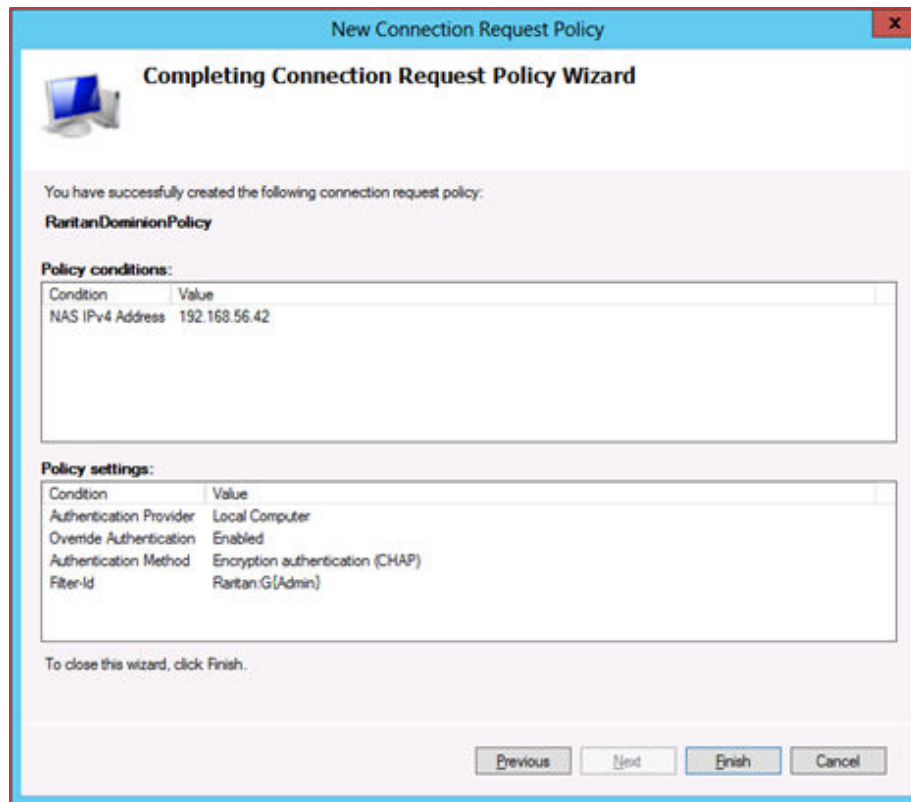 New Connection Request Policy
x
Completing Connection Request Policy Wizard
You have successfully created the following connection request policy:
RaritanDominionPolicy
Policy conditions:
Condition Value
NAS IPv4 Address 192.168.56.42
Policy settings:
Condition Value
Authentication Provider Local Computer
Override Authentication Enabled
Authentication Method Encryption authentication (CHAP)
Filter-Id Raritan:G{Admin}
To close this wizard, click Finish.
Previous Next Finish Cancel